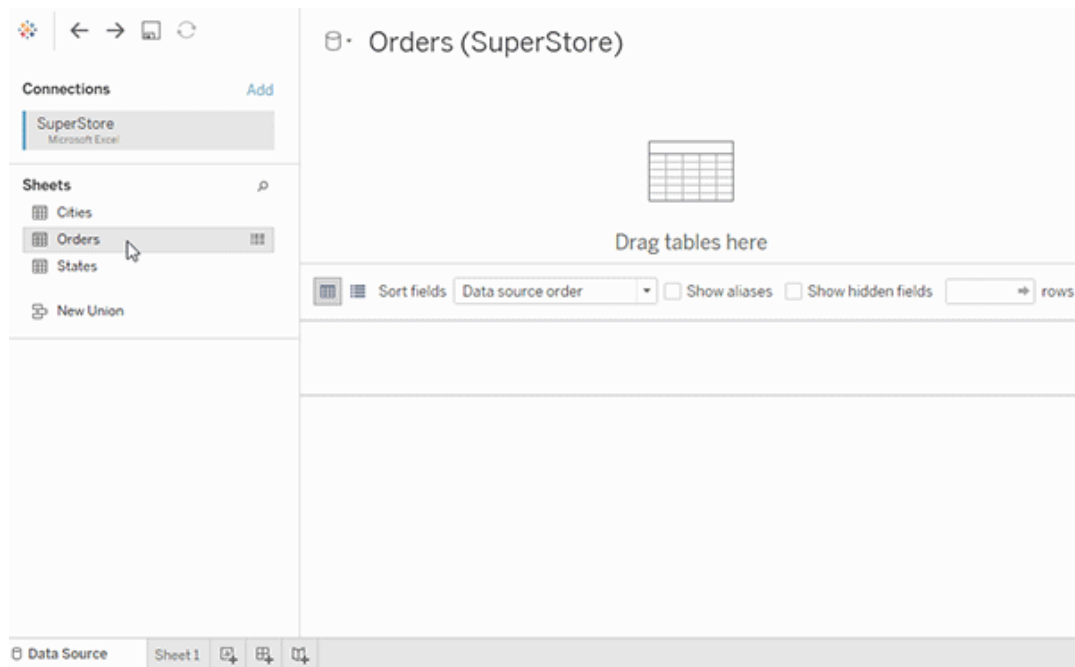 Orders (SuperStore)
Connections
Add
SuperStore
Microsoft Excel
Sheets
Cities
Orders
States
New Union
Drag tables here
Sort fields
Data source order
Show aliases
Show hidden fields
rows
Data Source
Sheet 1